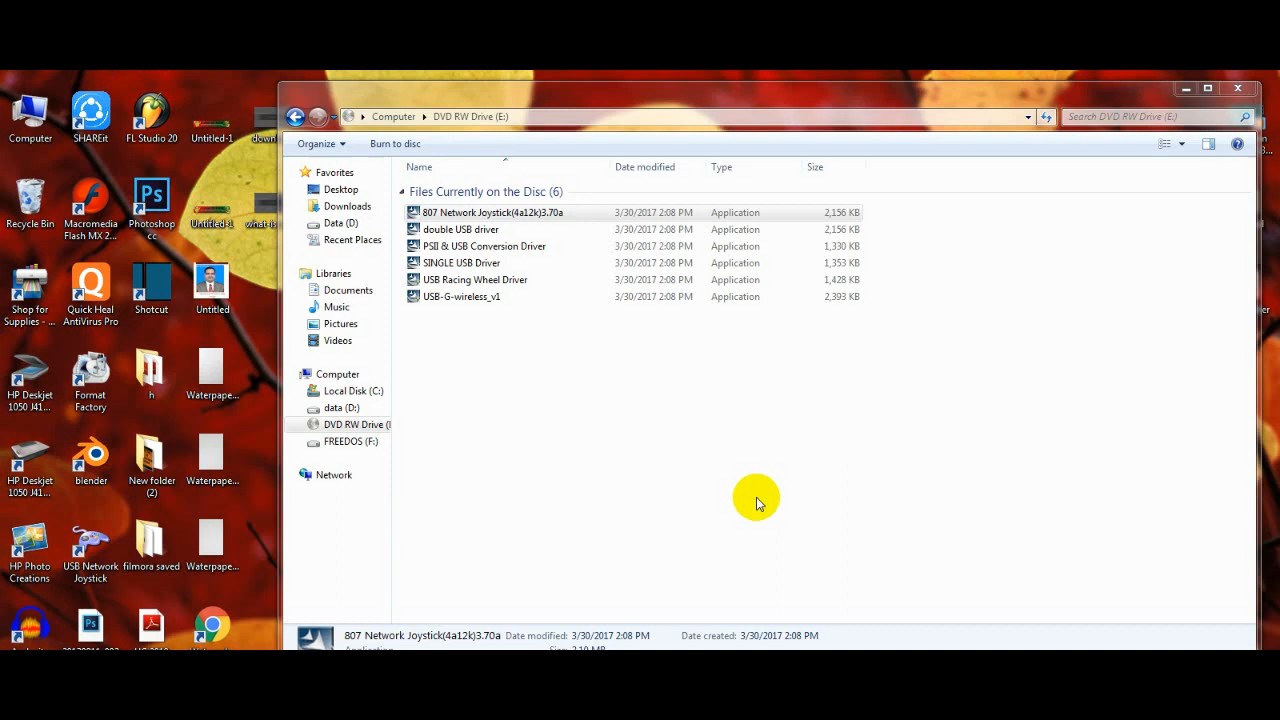 Computer
SHAREit
FL Studio 20
Untitled-1
Recycle Bin
Macromedia
Flash MX 2...
Photoshop
cc
Untitled-1
what-is
Shop for
Supplies - ...
Quick Heal
AntiVirus Pro
Shotcut
Untitled
HP Deskjet
1050 J41...
Format
Factory
h
Waterpape...
HP Deskjet
1050 J41...
blender
New folder
(2)
Waterpape...
HP Photo
Creations
USB Network
Joystick
filmora saved
Waterpape...
Computer
DVD RW Drive (E:)
Search DVD RW Drive (E:)
Organize
Burn to disc
Favorites
Desktop
Downloads
Data (D)
Recent Places
Libraries
Documents
Music
Pictures
Videos
Computer
Local Disk (C:)
data (D:)
DVD RW Drive (
FREEDOS (F:)
Network
Name Date modified Type Size
Files Currently on the Disc (6)
807 Network Joystick(4a12k)3.70a 3/30/2017 2:08 PM Application 2,156 KB
double USB driver 3/30/2017 2:08 PM Application 2,156 KB
PSII & USB Conversion Driver 3/30/2017 2:08 PM Application 1,330 KB
SINGLE USB Driver 3/30/2017 2:08 PM Application 1,353 KB
USB Racing Wheel Driver 3/30/2017 2:08 PM Application 1,428 KB
USB-G-wireless_v1 3/30/2017 2:08 PM Application 2,393 KB
807 Network Joystick(4a12k)3.70a Date modified: 3/30/2017 2:08 PM Date created: 3/30/2017 2:08 PM